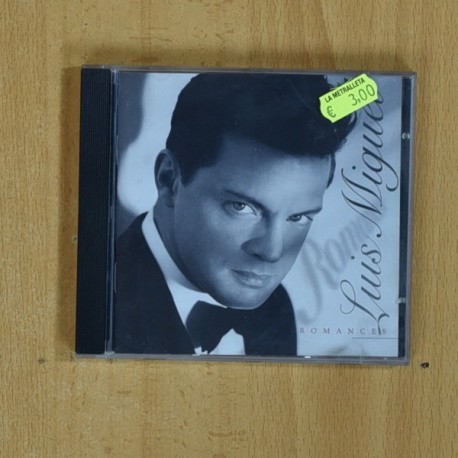 LA METRALLETA
€ 3,00
Luis Miguel
Romances
ROMANCES